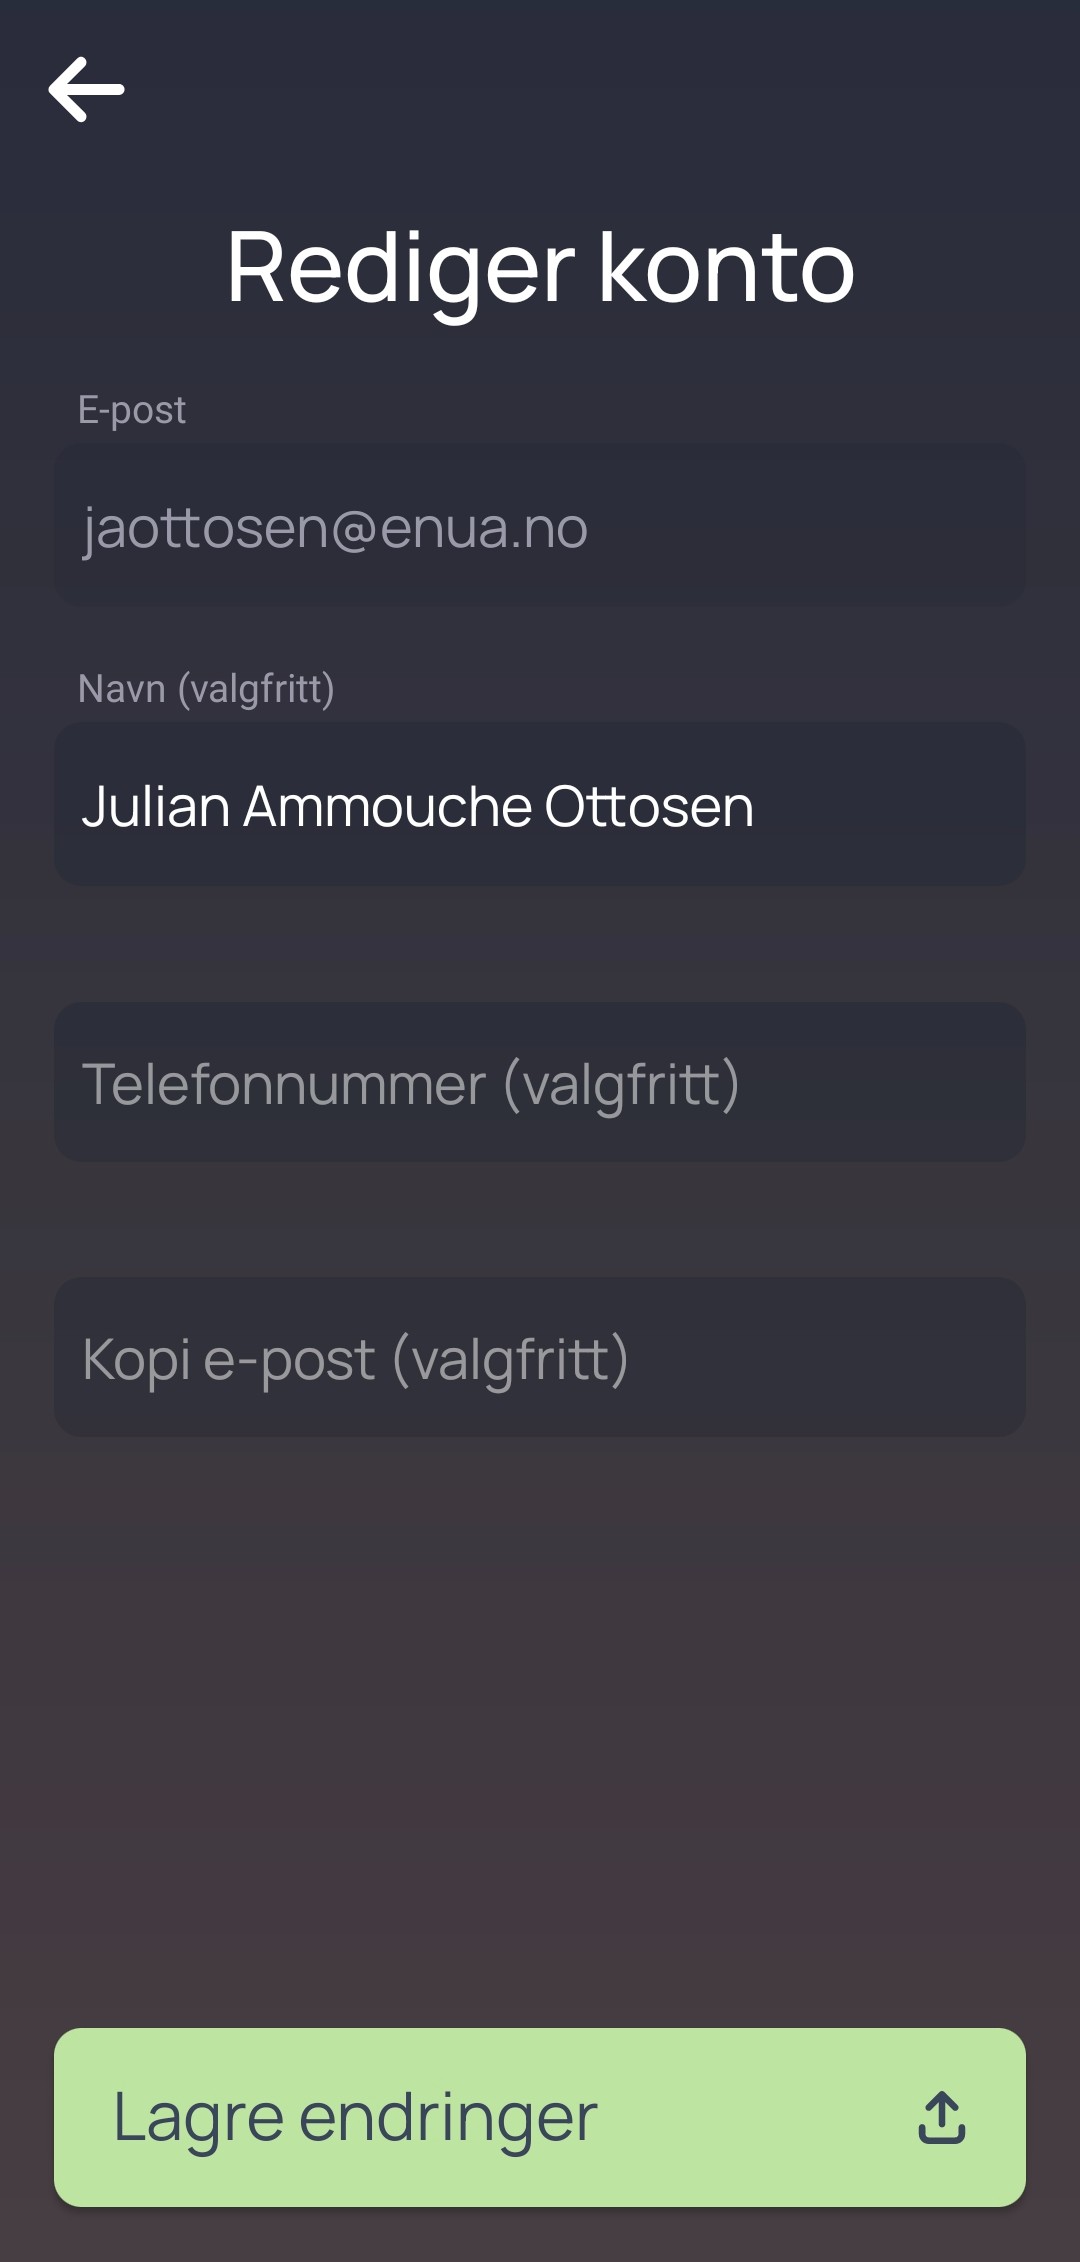 Rediger konto
E-post
jaottosen@enua.no
Navn (valgfritt)
Julian Ammouche Ottosen
Telefonnummer (valgfritt)
Kopi e-post (valgfritt)
Lagre endringer